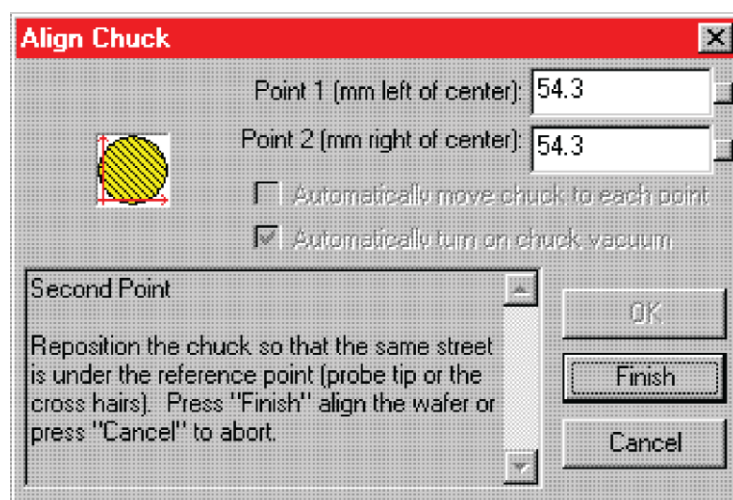 Align Chuck
Point 1 (mm left of center): 54.3
Point 2 (mm right of center): 54.3
Automatically move chuck to each point
Automatically turn on chuck vacuum
Second Point
Reposition the chuck so that the same street
is under the reference point (probe tip or the
cross hairs). Press "Finish" align the wafer or
press "Cancel" to abort.
OK
Finish
Cancel